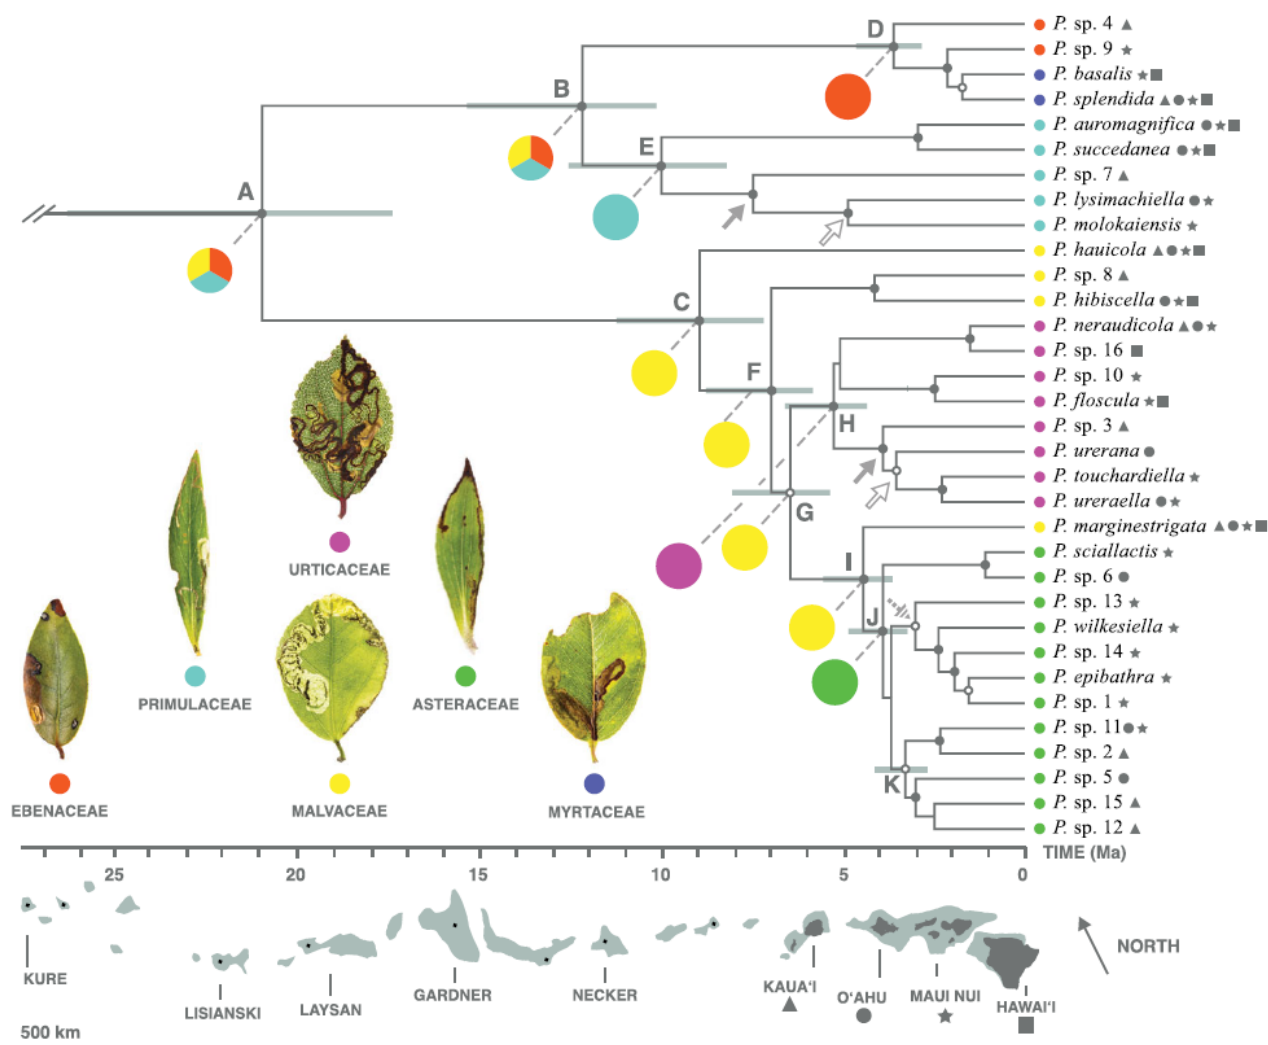 D
P. sp. 4
P. sp. 9
B
P. basalis
P. splendida
P. auromagnifica
E
P. succedanea
P. sp. 7
A
P. lysimachiella
P. molokaiensis
P. hauicola
P. sp. 8
C
P. hibiscella
P. neraudicola
P. sp. 16
F
P. sp. 10
P. floscula
H
P. sp. 3
P. urerana
P. touchardiella
P. ureraella
G
P. marginestrigata
URTICACEAE
I
P. sciallactis
P. sp. 6
P. sp. 13
J
P. wilkesiella
P. sp. 14
P. epibathra
PRIMULACEAE
ASTERACEAE
P. sp. 1
P. sp. 11
P. sp. 2
K
P. sp. 5
EBENACEAE
MALVACEAE
MYRTACEAE
P. sp. 15
P. sp. 12
TIME (Ma)
25 20 15 10 5 0
NORTH
KURE
LISIANSKI
LAYSAN
GARDNER
NECKER
KAUA'I
O'AHU
MAUI NUI
HAWAI'I
500 km